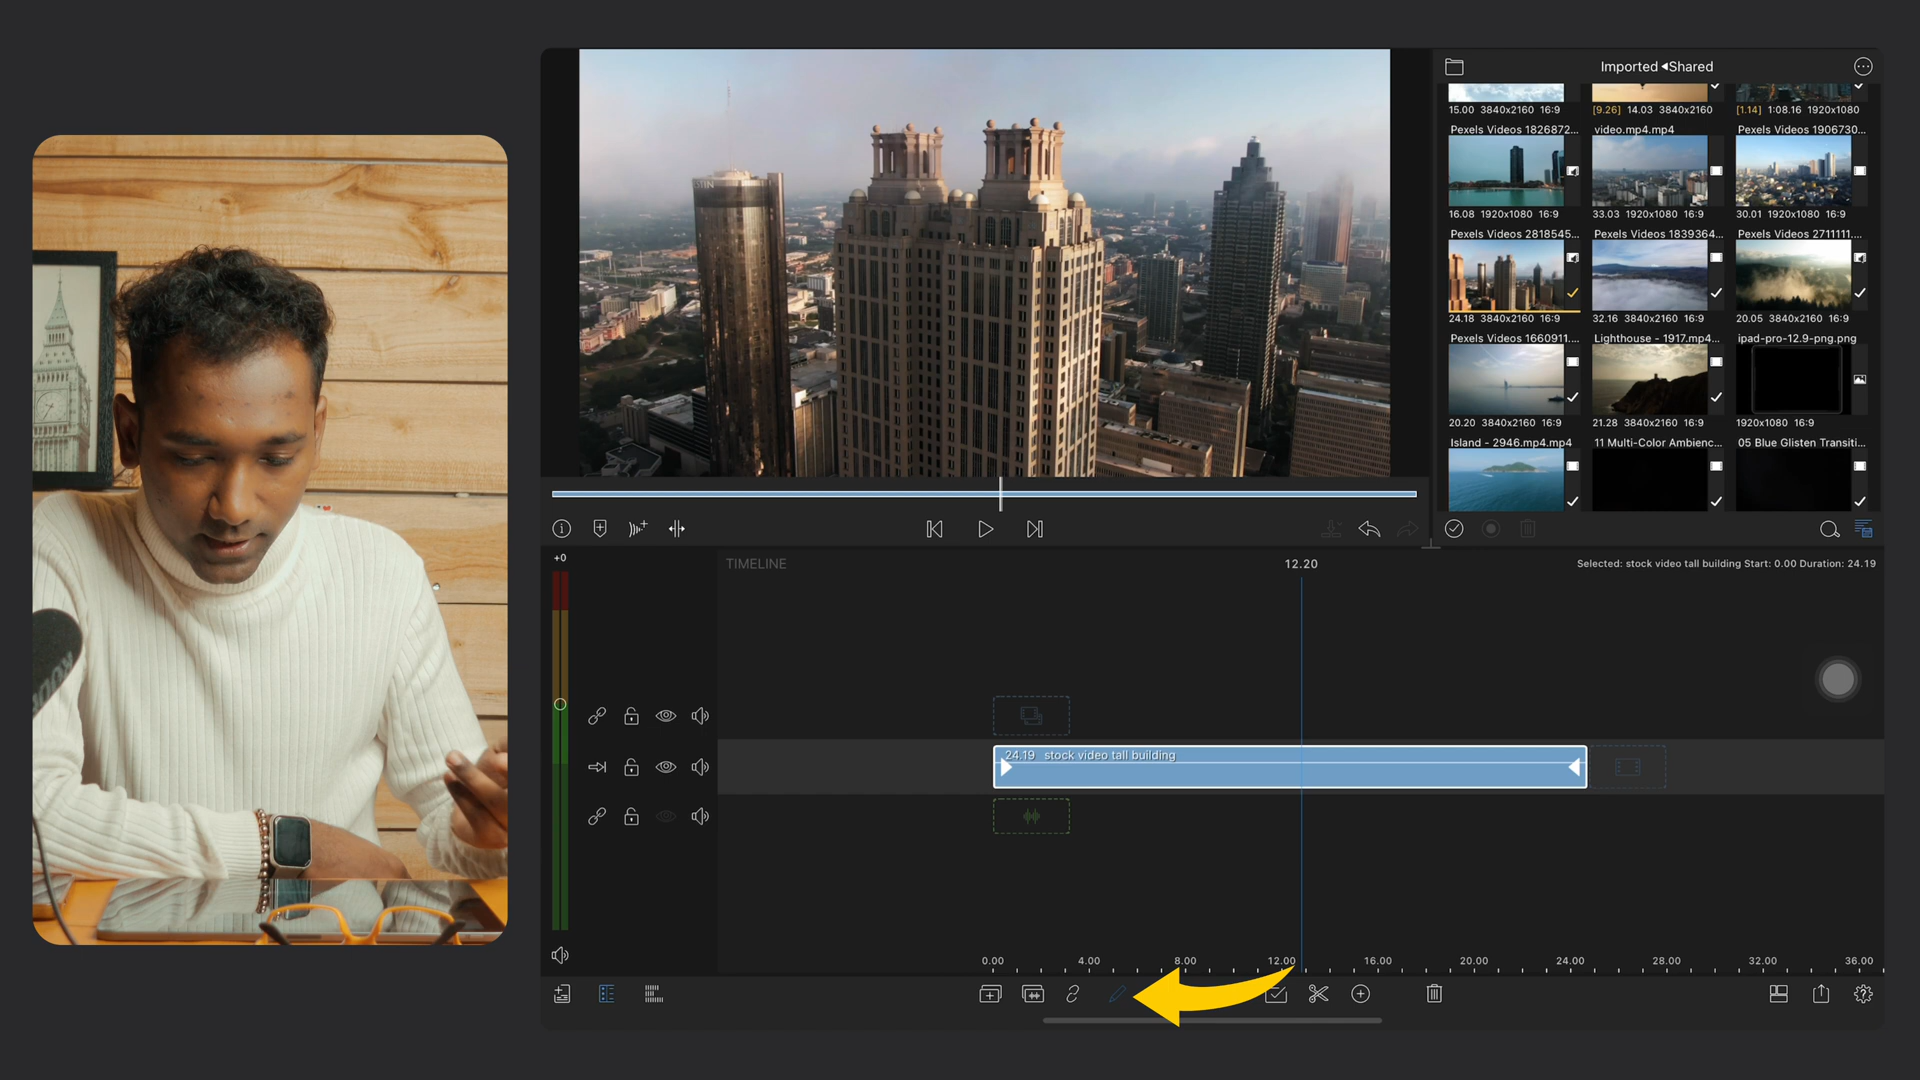 Imported ◂Shared
15.00 3840x2160 16:9
[9.26] 14.03 3840x2160
[1.14] 1:08.16 1920x1080
Pexels Videos 1826872...
video.mp4.mp4
Pexels Videos 1906730...
16.08 1920x1080 16:9
33.03 1920x1080 16:9
30.01 1920x1080 16:9
Pexels Videos 2818545...
Pexels Videos 1839364...
Pexels Videos 2711111....
24.18 3840x2160 16:9
32.16 3840x2160 16:9
20.05 3840x2160 16:9
Pexels Videos 1660911....
Lighthouse - 1917.mp4...
ipad-pro-12.9-png.png
20.20 3840x2160 16:9
21.28 3840x2160 16:9
1920x1080 16:9
Island - 2946.mp4.mp4
11 Multi-Color Ambienc...
05 Blue Glisten Transiti...
STIN
+0
TIMELINE
12.20
Selected: stock video tall building Start: 0.00 Duration: 24.19
24.19 stock video tall building
0.00 4.00 8.00 12.00 16.00 20.00 24.00 28.00 32.00 36.00